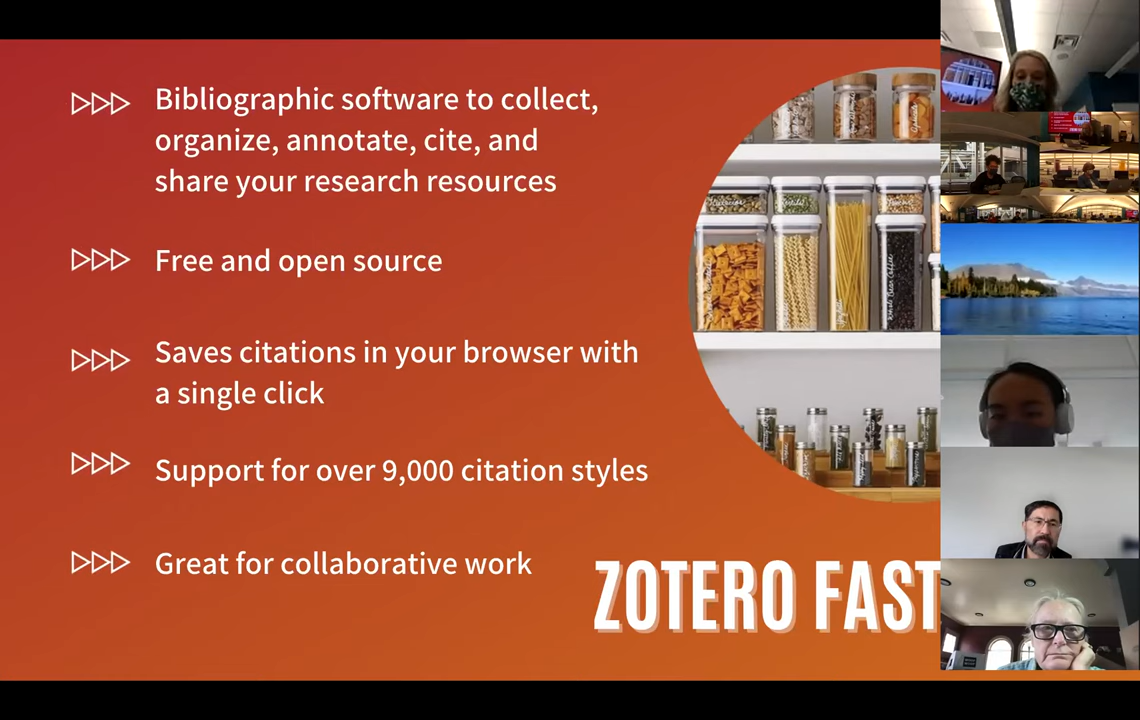 Bibliographic software to collect,
organize, annotate, cite, and
share your research resources
Free and open source
Saves citations in your browser with
a single click
Support for over 9,000 citation styles
Great for collaborative work
ZOTERO FAST